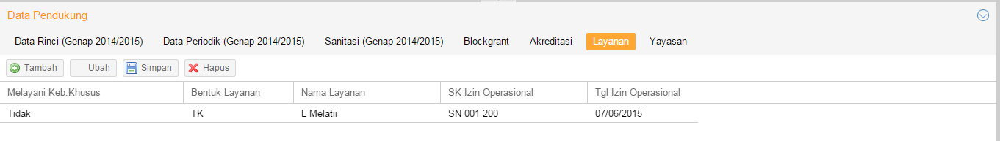 Data Pendukung
Data Rinci (Genap 2014/2015) Data Periodik (Genap 2014/2015) Sanitasi (Genap 2014/2015) Blockgrant Akreditasi Layanan Yayasan
Tambah Ubah Simpan Hapus
Melayani Keb.Khusus Bentuk Layanan Nama Layanan SK Izin Operasional Tgl Izin Operasional
Tidak TK L Melatii SN 001 200 07/06/2015